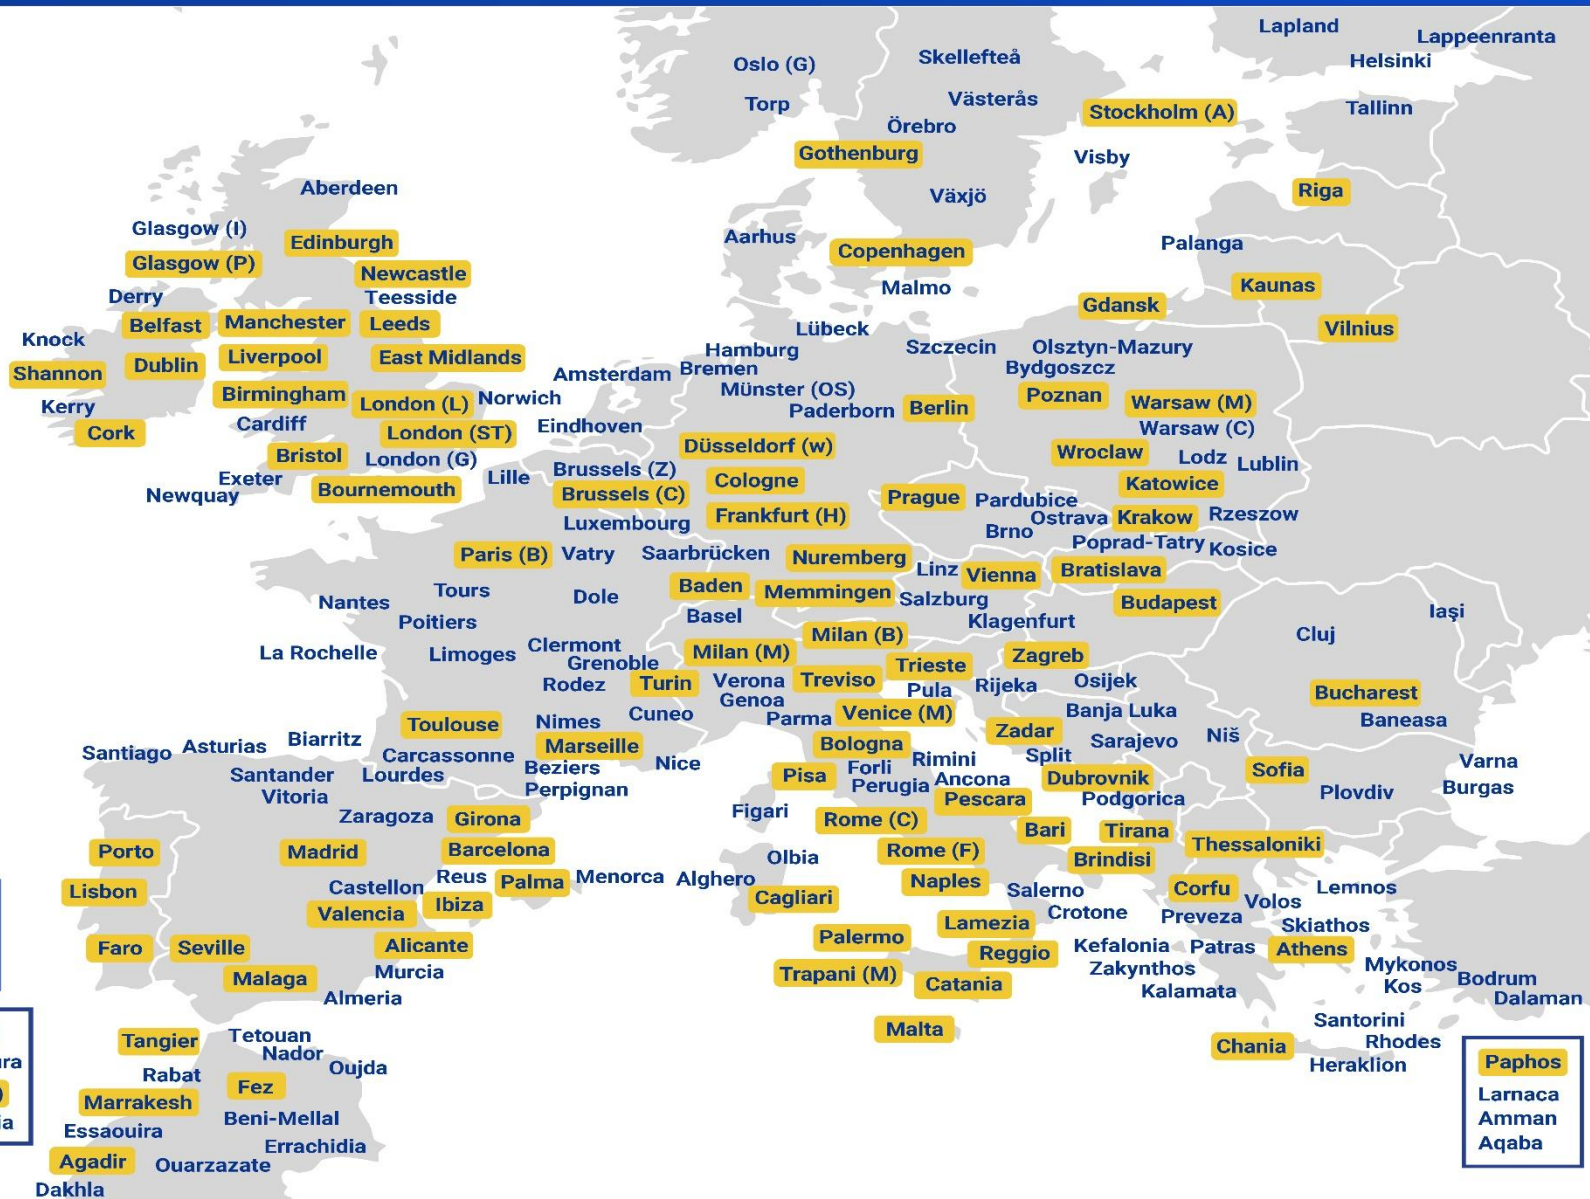 Lapland
Lappeenranta
Helsinki
Skellefteå
Oslo (G)
Västerås
Torp
Stockholm (A)
Tallinn
Örebro
Gothenburg
Visby
Aberdeen
Växjö
Riga
Glasgow (I)
Edinburgh
Aarhus
Copenhagen
Palanga
Glasgow (P)
Newcastle
Malmo
Kaunas
Derry
Teesside
Gdansk
Belfast
Manchester
Leeds
Lübeck
Vilnius
Knock
Hamburg
Szczecin
Olsztyn-Mazury
Shannon
Dublin
Liverpool
East Midlands
Amsterdam
Bremen
Bydgoszcz
Birmingham
Münster (OS)
Poznan
Kerry
London (L)
Norwich
Paderborn
Berlin
Warsaw (M)
Cork
Cardiff
London (ST)
Eindhoven
Warsaw (C)
Bristol
London (G)
Düsseldorf (w)
Wroclaw
Lodz
Lublin
Exeter
Lille
Brussels (Z)
Cologne
Katowice
Newquay
Bournemouth
Brussels (C)
Prague
Pardubice
Luxembourg
Frankfurt (H)
Ostrava
Krakow
Rzeszow
Brno
Paris (B)
Vatry
Saarbrücken
Nuremberg
Poprad-Tatry
Kosice
Linz
Vienna
Bratislava
Tours
Dole
Baden
Memmingen
Salzburg
Budapest
Nantes
Poitiers
Basel
Klagenfurt
Iaşi
Cluj
La Rochelle
Limoges
Clermont
Milan (B)
Grenoble
Milan (M)
Trieste
Zagreb
Rodez
Turin
Verona
Treviso
Pula
Rijeka
Osijek
Bucharest
Genoa
Toulouse
Nimes
Cuneo
Parma
Venice (M)
Banja Luka
Baneasa
Santiago
Asturias
Biarritz
Carcassonne
Marseille
Bologna
Zadar
Sarajevo
Niš
Santander
Lourdes
Beziers
Nice
Forli
Rimini
Split
Sofia
Varna
Vitoria
Perpignan
Pisa
Perugia
Ancona
Dubrovnik
Plovdiv
Burgas
Zaragoza
Girona
Figari
Rome (C)
Pescara
Podgorica
Porto
Madrid
Barcelona
Olbia
Rome (F)
Bari
Tirana
Thessaloniki
Brindisi
Lisbon
Castellon
Reus
Palma
Menorca
Alghero
Naples
Salerno
Corfu
Lemnos
Valencia
Ibiza
Cagliari
Crotone
Volos
Preveza
Skiathos
Faro
Seville
Alicante
Palermo
Lamezia
Kefalonia
Patras
Athens
Malaga
Murcia
Trapani (M)
Reggio
Zakynthos
Mykonos
Almeria
Catania
Kalamata
Kos
Bodrum
Dalaman
Tangier
Tetouan
Malta
Santorini
Nador
Chania
Rhodes
Rabat
Oujda
Heraklion
Marrakesh
Fez
Essaouira
Beni-Mellal
Errachidia
Agadir
Ouarzazate
Dakhla
Paphos
Larnaca
Amman
Aqaba